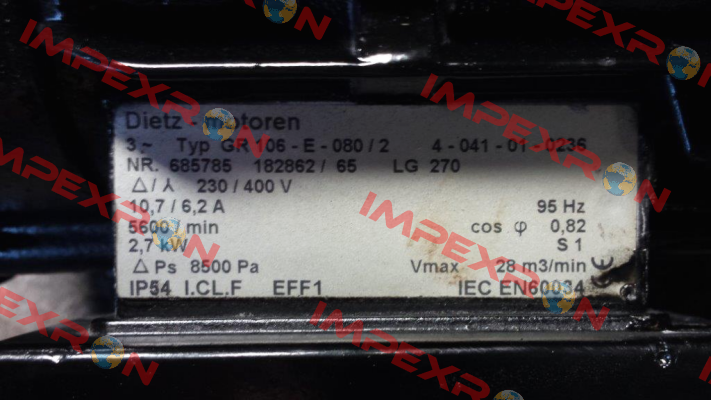 Dietz - motoren
3 ~ Typ GR 106 - E - 080 / 2 4 - 041 - 01 - 0236
NR. 685785 182862 / 65 LG 270
Δ / ⅄ 230 / 400 V
10,7 / 6,2 A 95 Hz
5600 / min cos φ 0,82
2,7 kW S 1
Δ Ps 8500 Pa Vmax 28 m3/min CE
IP54 I.CL.F EFF1 IEC EN60034
IMPEXRON
IMPEXRON
IMPEXRON
IMPEXRON
IMPEXRON
IMPEXRON
IMPEXRON